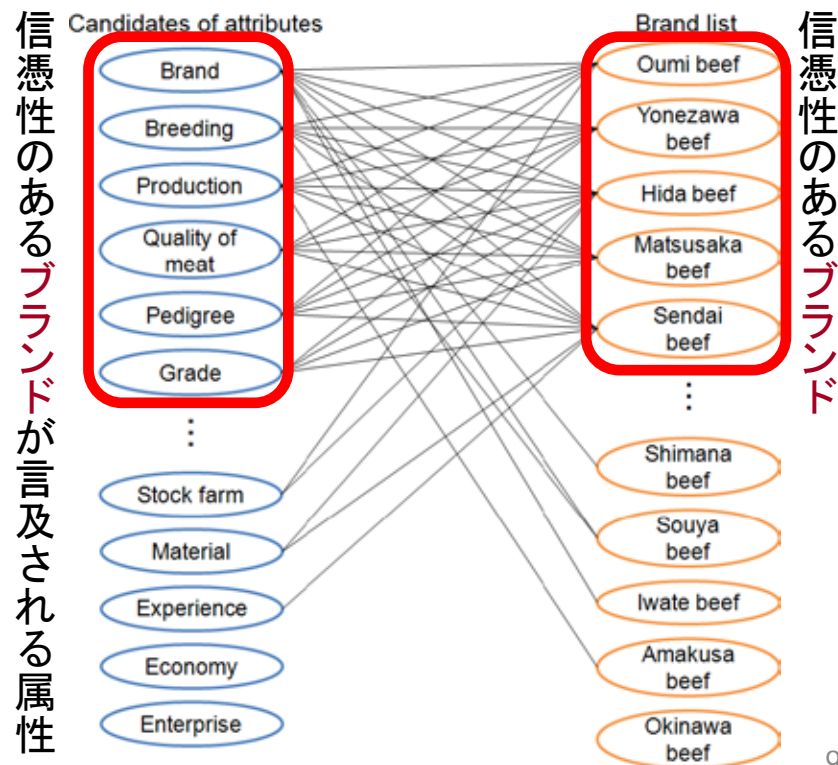 信憑性のあるブランドが言及される属性
Candidates of attributes
Brand
Breeding
Production
Quality of
meat
Pedigree
Grade
⋮
Stock farm
Material
Experience
Economy
Enterprise
Brand list
Oumi beef
Yonezawa
beef
Hida beef
Matsusaka
beef
Sendai
beef
⋮
Shimana
beef
Souya
beef
Iwate beef
Amakusa
beef
Okinawa
beef
信憑性のあるブランド